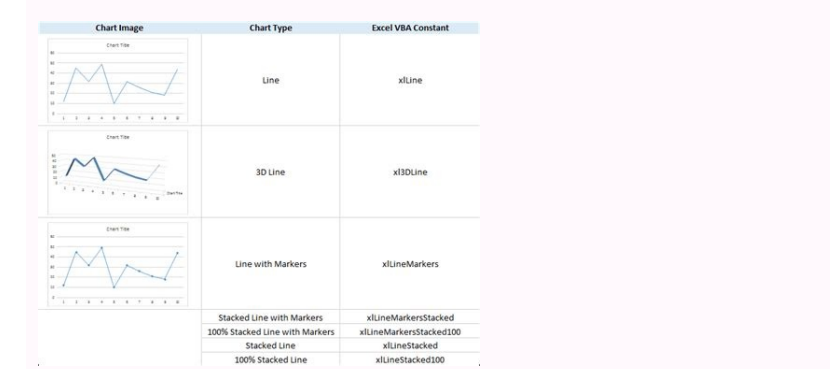 Chart Image Chart Type Excel VBA Constant
Chart Title
Line xlLine
Chart Title
3D Line xl3DLine
Chart Title
Line with Markers xlLineMarkers
Stacked Line with Markers xlLineMarkersStacked
100% Stacked Line with Markers xlLineMarkersStacked100
Stacked Line xlLineStacked
100% Stacked Line xlLineStacked100